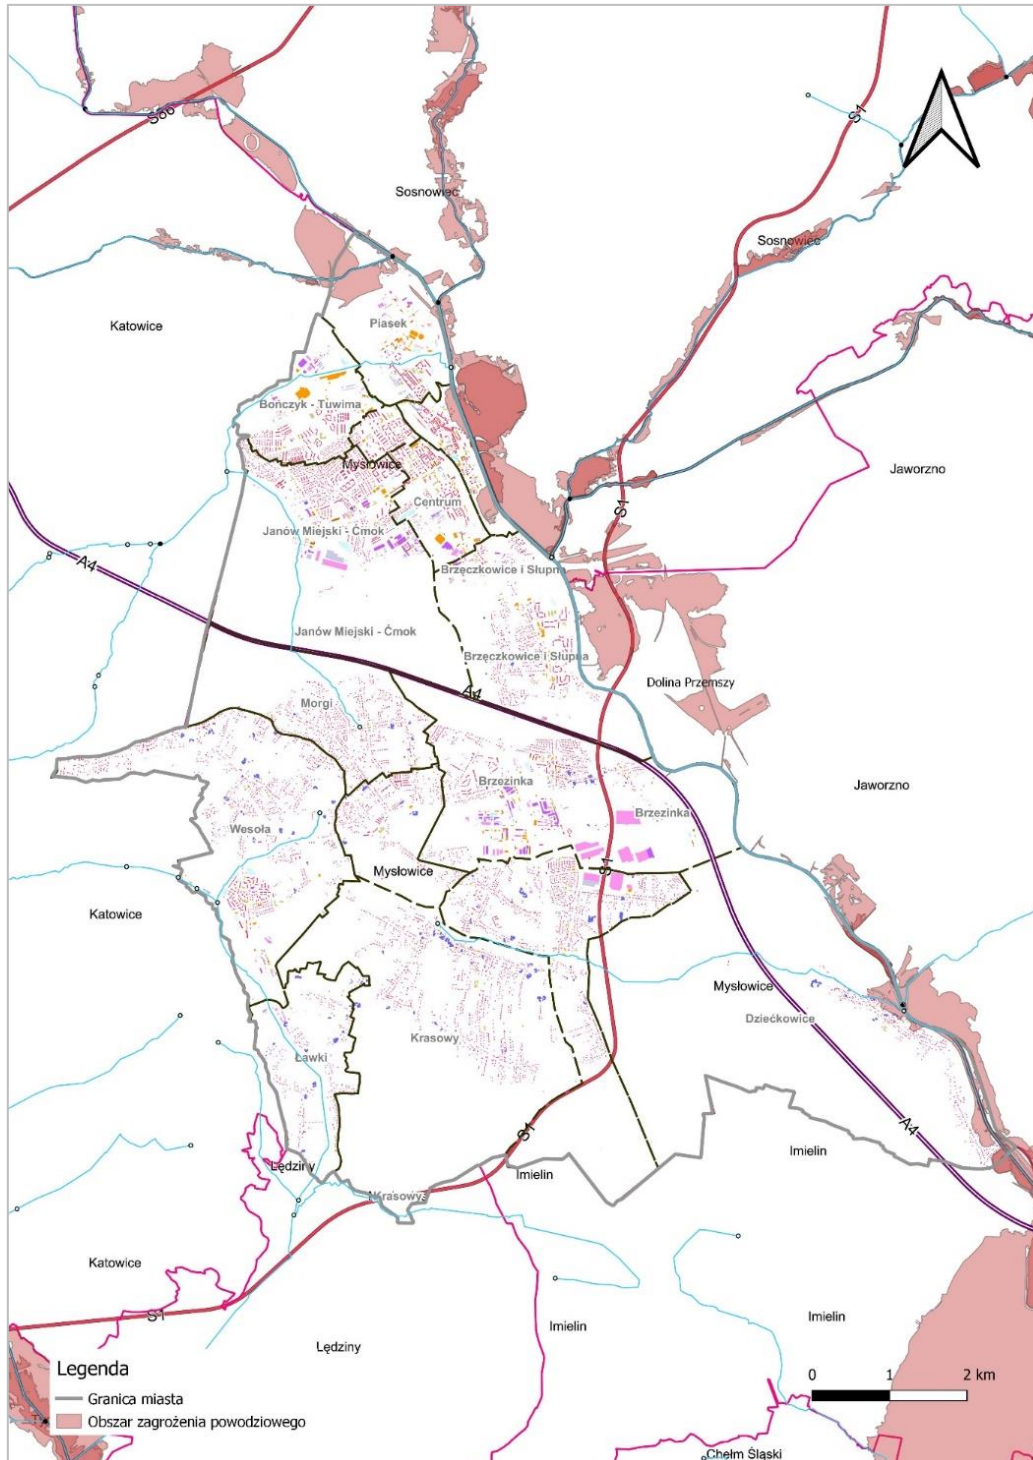 S86
S1
Sosnowiec
Sosnowiec
Katowice
Piasek
Bończyk - Tuwima
Mysłowice
Jaworzno
Centrum
S1
Janów Miejski - Ćmok
A4
Brzęczkowice i Słupna
Janów Miejski - Ćmok
Brzęczkowice i Słupna
Dolina Przemszy
A4
Morgi
Brzezinka
Jaworzno
Brzezinka
Wesoła
Mysłowice
S1
Katowice
Mysłowice
Dziećkowice
Krasowy
Ławki
A4
S1
Imielin
Lędziny
Imielin
Krasowy
Katowice
S1
Imielin
Imielin
Lędziny
Legenda
Granica miasta
Obszar zagrożenia powodziowego
0 1 2 km
Chełm Śląski